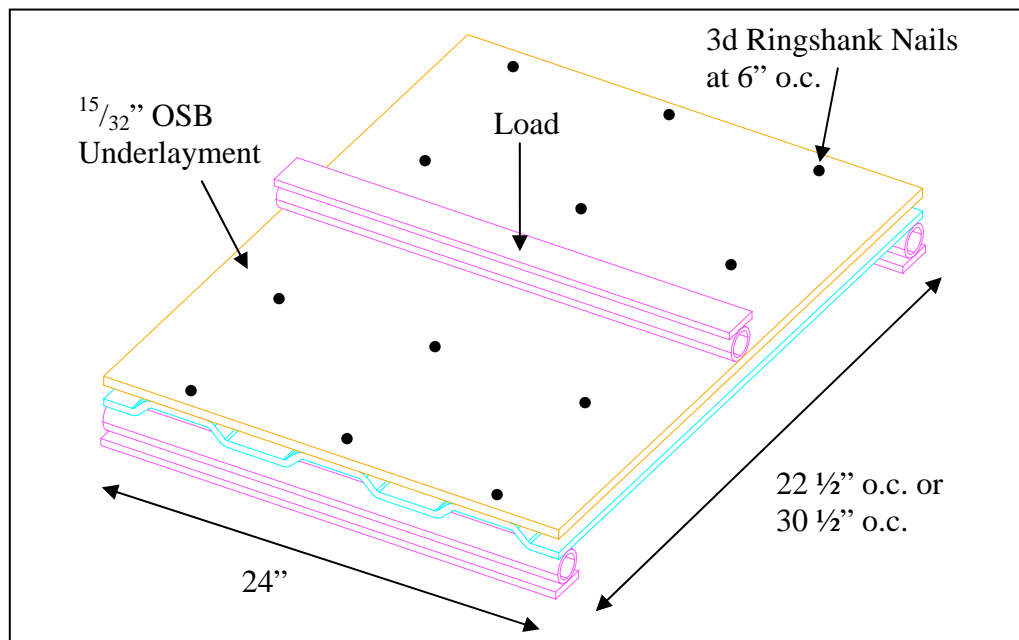 3d Ringshank Nails
at 6” o.c.
15/32” OSB
Underlayment
Load
22 ½” o.c. or
30 ½” o.c.
24”